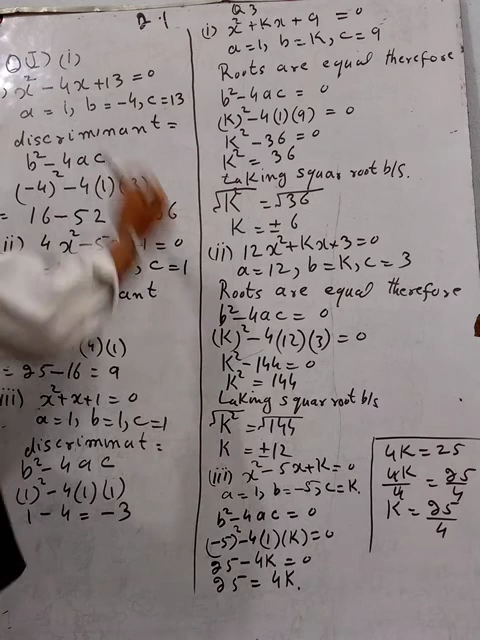 2.1
Q(I) (i)
x² - 4x + 13 = 0
a = 1, b = -4, c = 13
discriminant =
b² - 4ac
(-4)² - 4(1)(
= 16 - 52 36
ii) 4x² - 5 1 = 0
, c = 1
ant
(4)(1)
= 25 - 16 = 9
iii) x² + x + 1 = 0
a = 1, b = 1, c = 1
discriminat =
b² - 4ac
(1)² - 4(1)(1)
1 - 4 = -3
Q3
(i) x² + Kx + 9 = 0
a = 1, b = K, c = 9
Roots are equal therefore
b² - 4ac = 0
(K)² - 4(1)(9) = 0
K² - 36 = 0
K² = 36
taking squar root b/s.
√K² = √36
K = ± 6
(ii) 12x² + Kx + 3 = 0
a = 12, b = K, c = 3
Roots are equal therefore
b² - 4ac = 0
(K)² - 4(12)(3) = 0
K² - 144 = 0
K² = 144
taking squar root b/s
√K² = √144
K = ±12
(iii) x² - 5x + K = 0
a = 1, b = -5, c = K.
b² - 4ac = 0
(-5)² - 4(1)(K) = 0
25 - 4K = 0
25 = 4K.
4K = 25
4K/4 = 25/4
K = 25/4